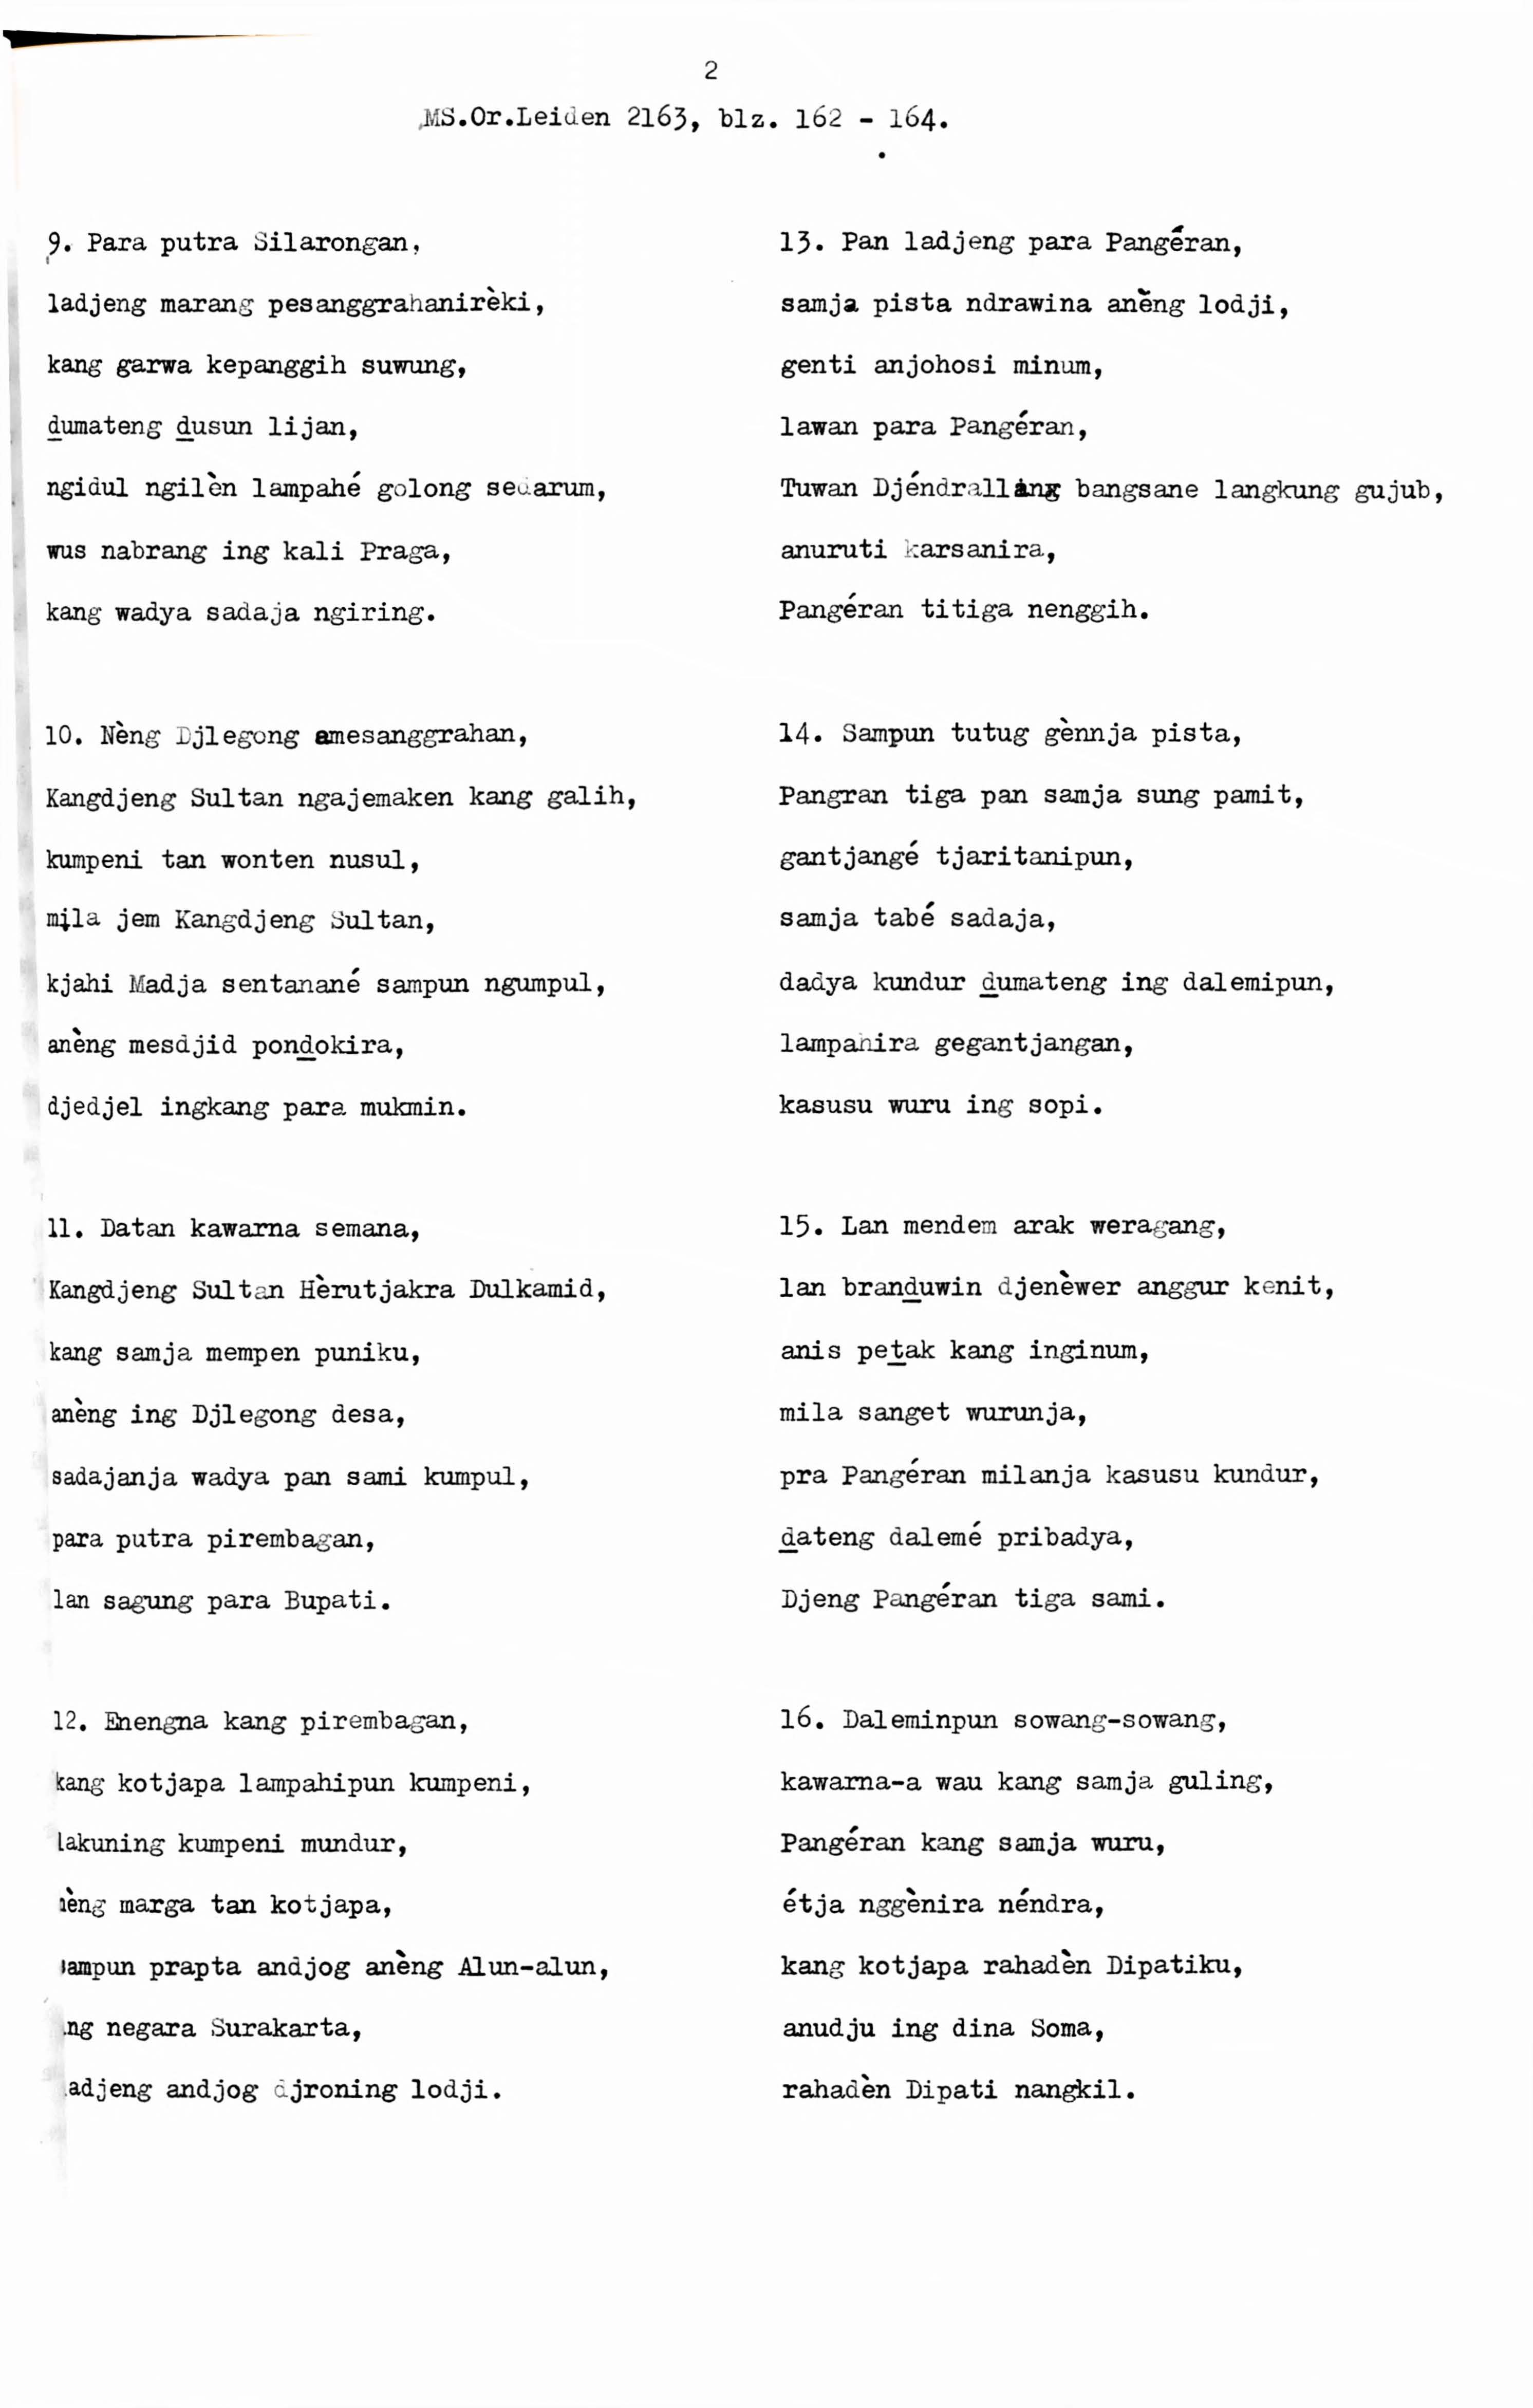 2
MS.Or.Leiden 2163, blz. 162 - 164.
9. Para putra Silarongan,
ladjeng marang pesanggrahanirèki,
kang garwa kepanggih suwung,
ḏumateng ḏusun lijan,
ngidul ngilèn lampahé golong sedarum,
wus nabrang ing kali Praga,
kang wadya sadaja ngiring.
10. Nèng Djlegong amesanggrahan,
Kangdjeng Sultan ngajemaken kang galih,
kumpeni tan wonten nusul,
mila jem Kangdjeng Sultan,
kjahi Madja sentanané sampun ngumpul,
anèng mesdjid ponḏokira,
djedjel ingkang para mukmin.
11. Datan kawarna semana,
Kangdjeng Sultan Hèrutjakra Dulkamid,
kang samja mempen puniku,
anèng ing Djlegong desa,
sadajanja wadya pan sami kumpul,
para putra pirembagan,
lan sagung para Bupati.
12. Enengna kang pirembagan,
kang kotjapa lampahipun kumpeni,
lakuning kumpeni mundur,
nèng marga tan kotjapa,
sampun prapta andjog anèng Alun-alun,
ng negara Surakarta,
adjeng andjog djroning lodji.
13. Pan ladjeng para Pangéran,
samja pista ndrawina anèng lodji,
genti anjohosi minum,
lawan para Pangéran,
Tuwan Djéndral bangsane langkung gujub,
anuruti karsanira,
Pangéran titiga nenggih.
14. Sampun tutug gènnja pista,
Pangran tiga pan samja sung pamit,
gantjangé tjaritanipun,
samja tabé sadaja,
dadya kundur ḏumateng ing dalemipun,
lampahira gegantjangan,
kasusu wuru ing sopi.
15. Lan mendem arak weragang,
lan branḏuwin djenèwer anggur kenit,
anis peṯak kang inginum,
mila sanget wurunja,
pra Pangéran milanja kasusu kundur,
ḏateng dalemé pribadya,
Djeng Pangéran tiga sami.
16. Daleminpun sowang-sowang,
kawarna-a wau kang samja guling,
Pangéran kang samja wuru,
étja nggènira néndra,
kang kotjapa rahadèn Dipatiku,
anudju ing dina Soma,
rahadèn Dipati nangkil.